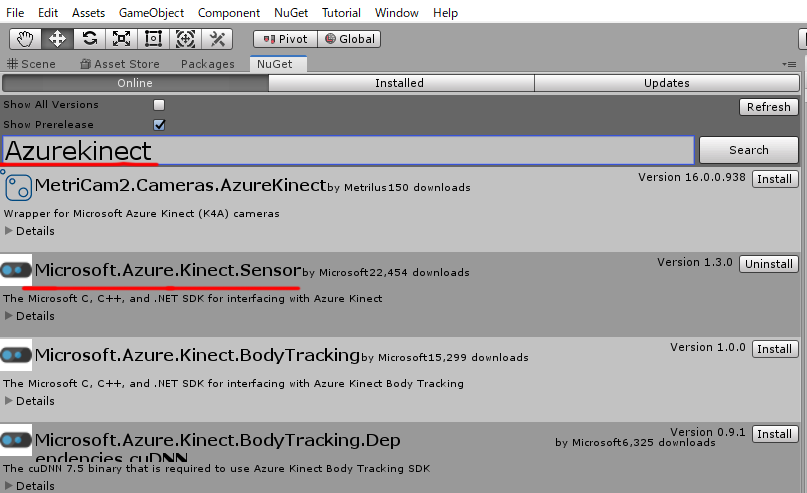 File Edit Assets GameObject Component NuGet Tutorial Window Help
Pivot Global
Scene Asset Store Packages NuGet
Online Installed Updates
Show All Versions
Refresh
Show Prerelease
Azurekinect Search
MetriCam2.Cameras.AzureKinect by Metrilus150 downloads Version 16.0.0.938 Install
Wrapper for Microsoft Azure Kinect (K4A) cameras
Details
Microsoft.Azure.Kinect.Sensor by Microsoft22,454 downloads Version 1.3.0 Uninstall
The Microsoft C, C++, and .NET SDK for interfacing with Azure Kinect
Details
Microsoft.Azure.Kinect.BodyTracking by Microsoft15,299 downloads Version 1.0.0 Install
The Microsoft C, C++, and .NET SDK for interfacing with Azure Kinect Body Tracking
Details
Microsoft.Azure.Kinect.BodyTracking.Dep Version 0.9.1 Install
endencies.cuDNN by Microsoft6,325 downloads
The cuDNN 7.5 binary that is required to use Azure Kinect Body Tracking SDK
Details